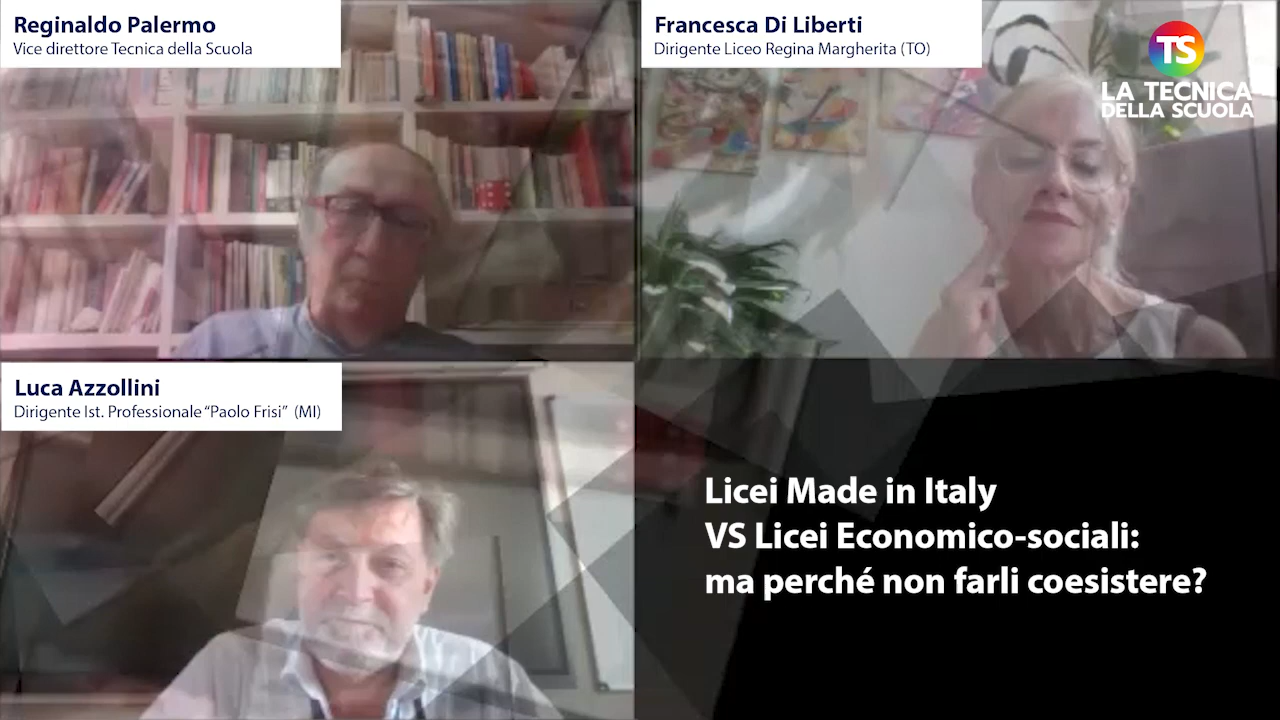 Reginaldo Palermo
Vice direttore Tecnica della Scuola
Francesca Di Liberti
Dirigente Liceo Regina Margherita (TO)
TS
LA TECNICA
DELLA SCUOLA
Luca Azzollini
Dirigente Ist. Professionale “Paolo Frisi” (MI)
Licei Made in Italy
VS Licei Economico-sociali:
ma perché non farli coesistere?